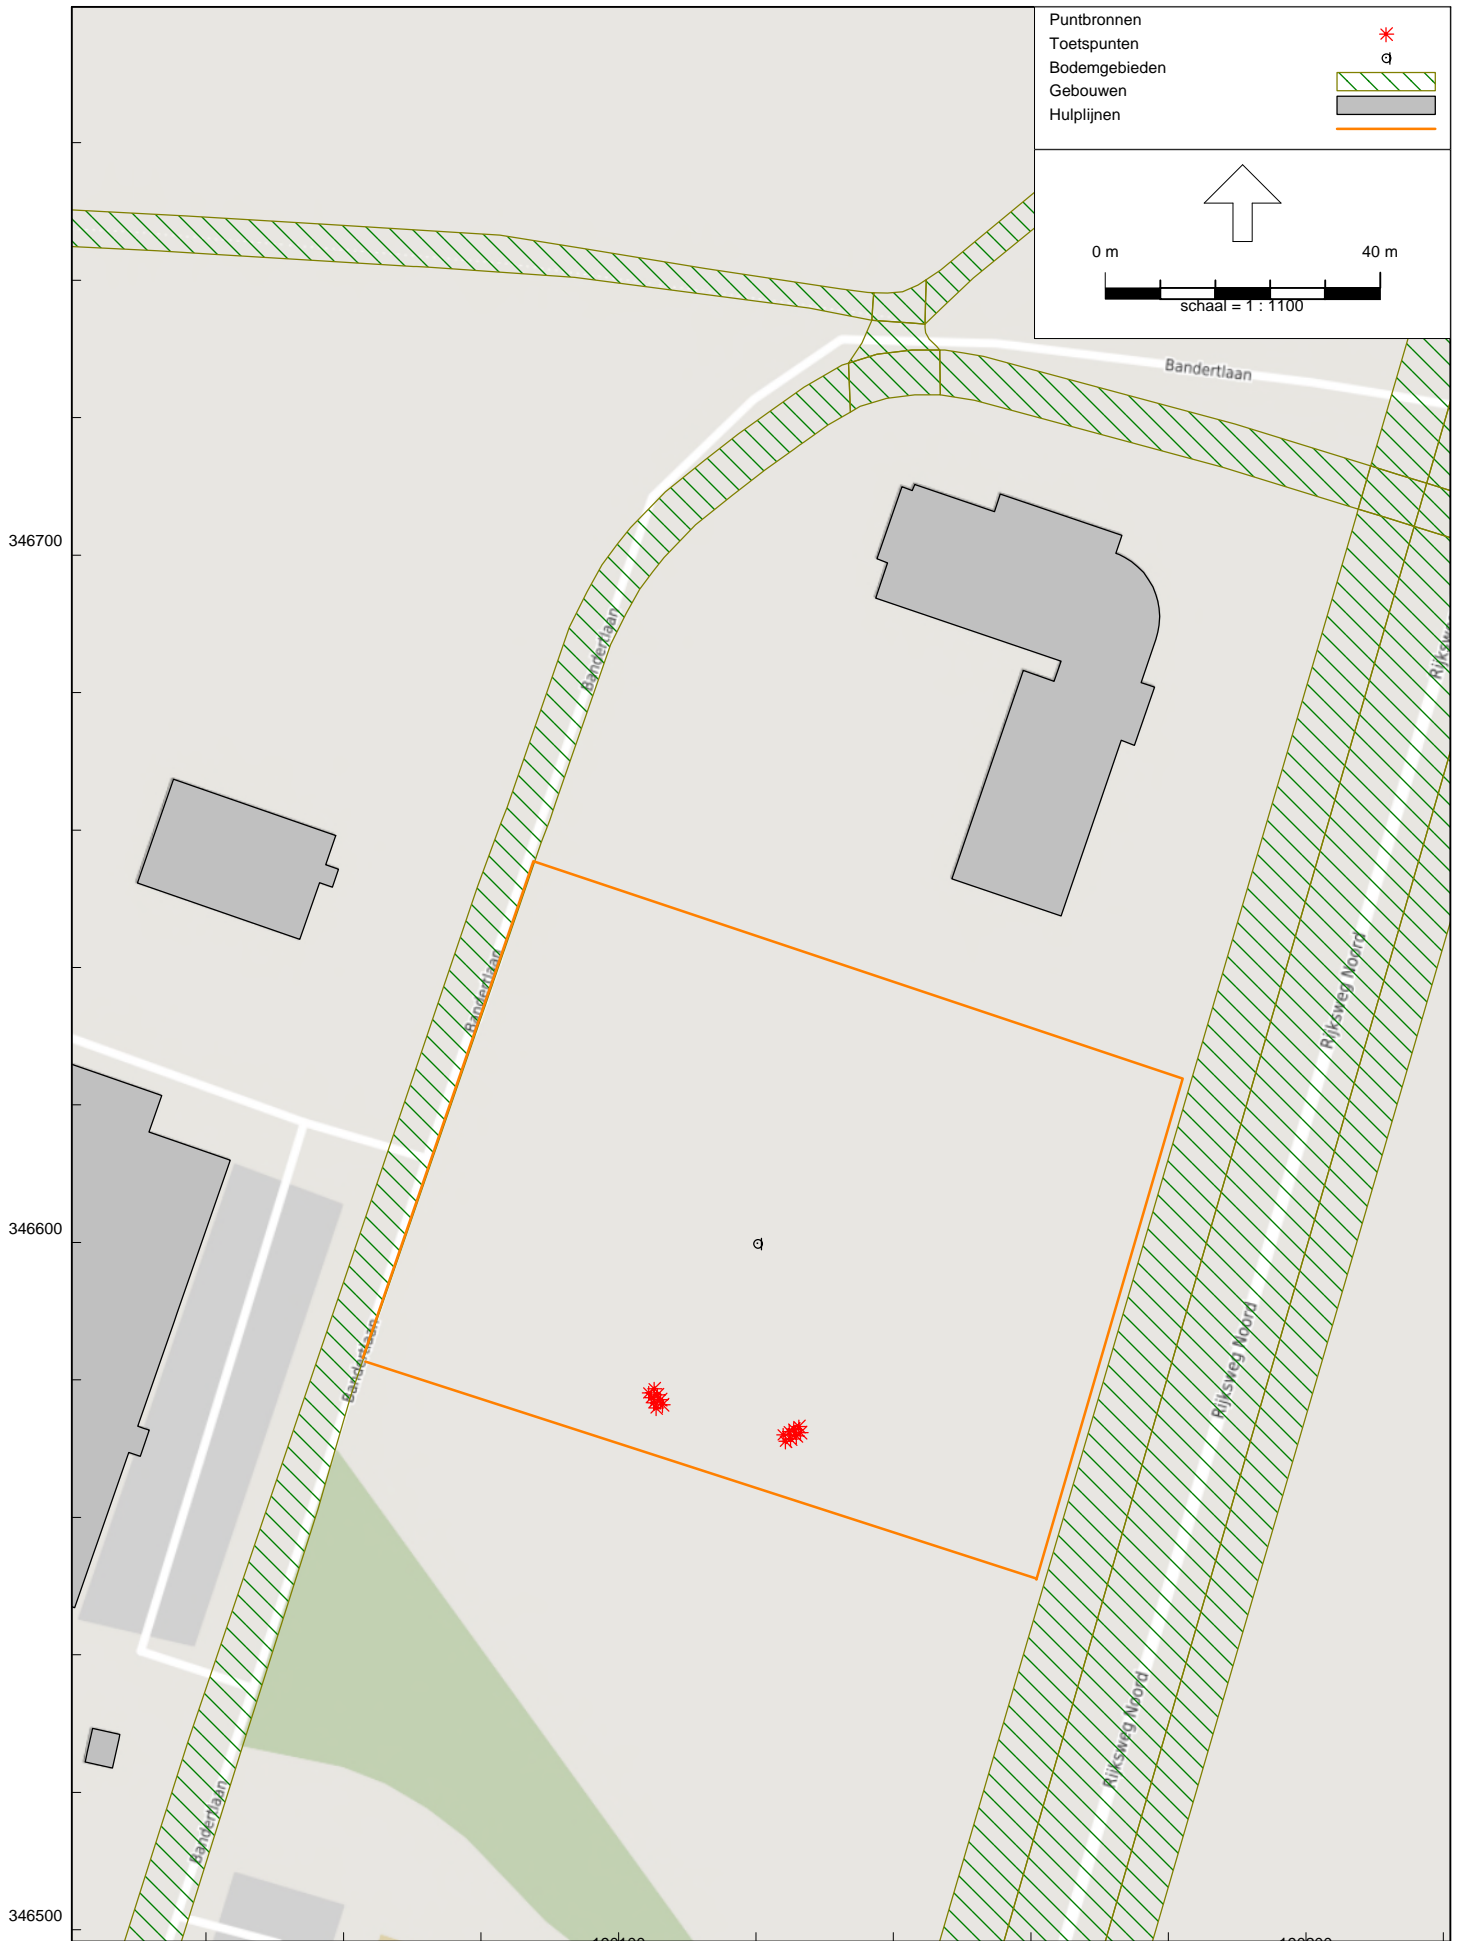 Puntbronnen
Toetspunten
Bodemgebieden
Gebouwen
Hulplijnen
0 m 40 m
schaal = 1 : 1100
Bandertlaan
346700
Bandertlaan
Rijksweg Noord
Bandertlaan
346600
Rijksweg Noord
Bandertlaan
Rijksweg Noord
Bandertlaan
346500